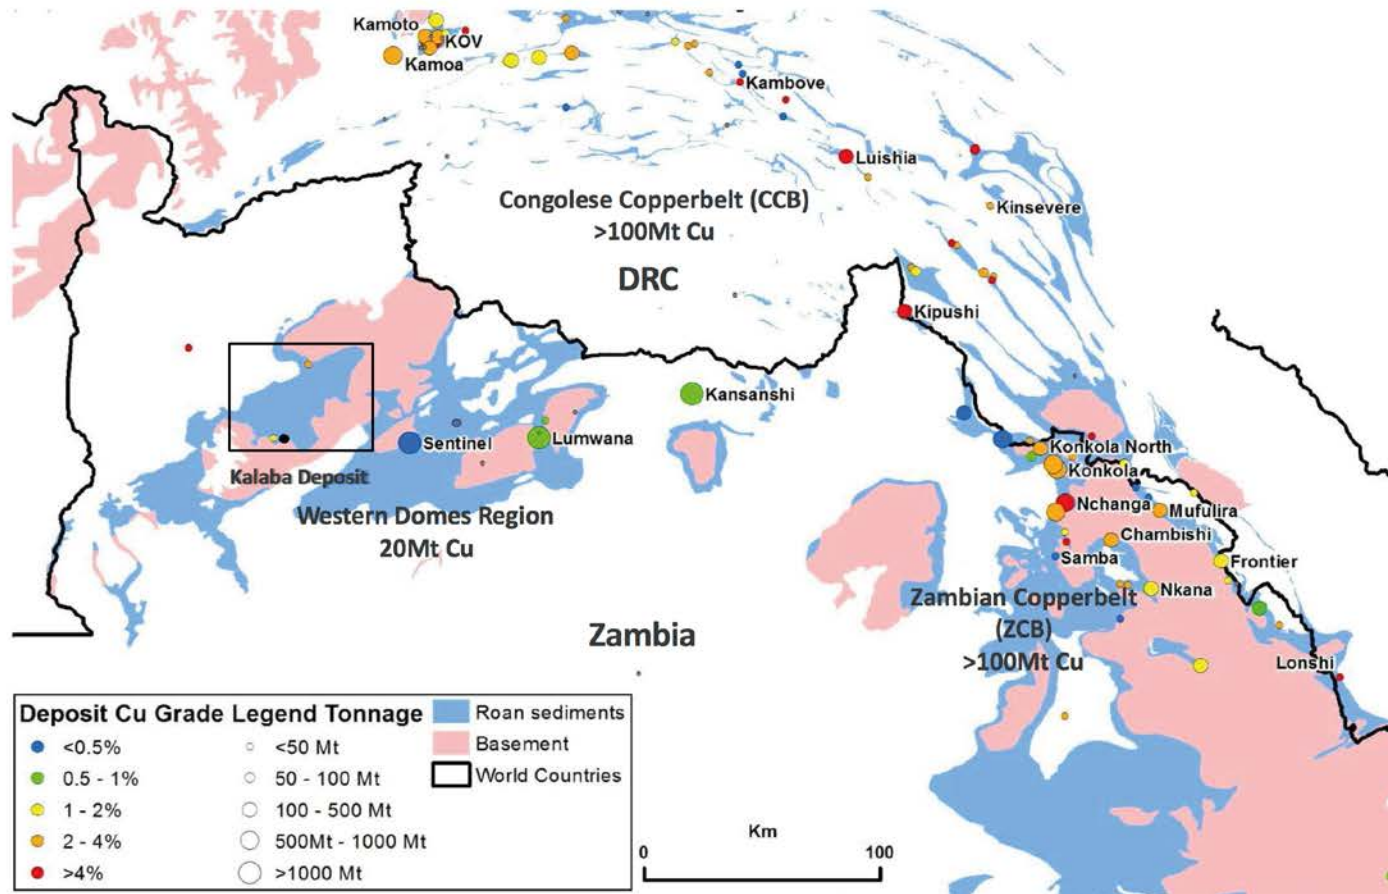 Kamoto
KOV
Kamoa
Kambove
Luishia
Congolese Copperbelt (CCB)
>100Mt Cu
DRC
Kinsevere
Kipushi
Kansanshi
Sentinel
Lumwana
Kalaba Deposit
Western Domes Region
20Mt Cu
Konkola North
Konkola
Nchanga
Mufulira
Chambishi
Samba
Frontier
Nkana
Zambian Copperbelt
(ZCB)
>100Mt Cu
Zambia
Lonshi
Deposit Cu Grade Legend Tonnage
<0.5%
0.5 - 1%
1 - 2%
2 - 4%
>4%
<50 Mt
50 - 100 Mt
100 - 500 Mt
500Mt - 1000 Mt
>1000 Mt
Roan sediments
Basement
World Countries
Km
0 100